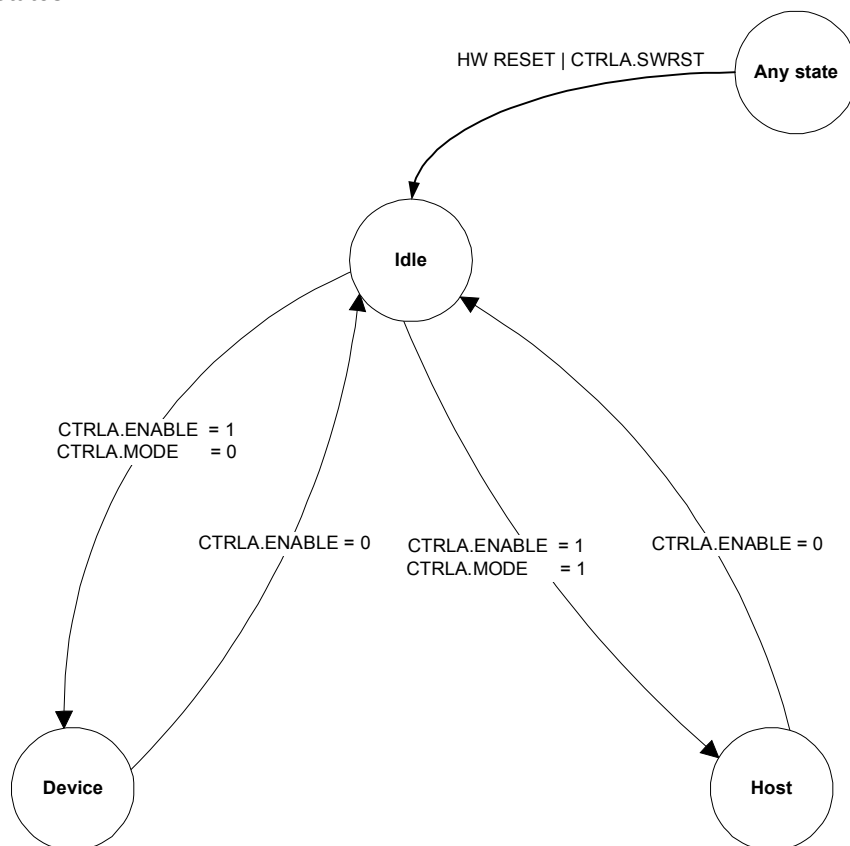 HW RESET | CTRLA.SWRST
Any state
Idle
CTRLA.ENABLE = 1
CTRLA.MODE = 0
CTRLA.ENABLE = 0
CTRLA.ENABLE = 1
CTRLA.MODE = 1
CTRLA.ENABLE = 0
Device
Host